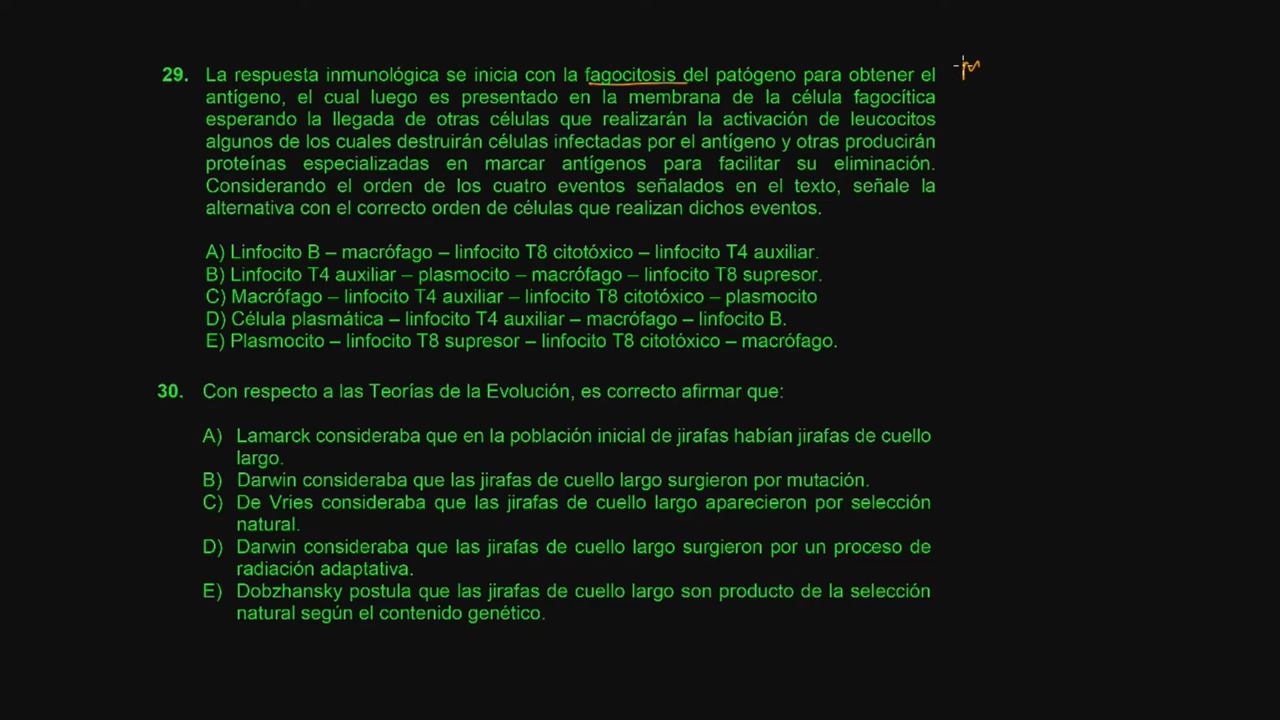 29. La respuesta inmunológica se inicia con la fagocitosis del patógeno para obtener el
antígeno, el cual luego es presentado en la membrana de la célula fagocítica
esperando la llegada de otras células que realizarán la activación de leucocitos
algunos de los cuales destruirán células infectadas por el antígeno y otras producirán
proteínas especializadas en marcar antígenos para facilitar su eliminación.
Considerando el orden de los cuatro eventos señalados en el texto, señale la
alternativa con el correcto orden de células que realizan dichos eventos.
A) Linfocito B – macrófago – linfocito T8 citotóxico – linfocito T4 auxiliar.
B) Linfocito T4 auxiliar – plasmocito – macrófago – linfocito T8 supresor.
C) Macrófago – linfocito T4 auxiliar – linfocito T8 citotóxico – plasmocito
D) Célula plasmática – linfocito T4 auxiliar – macrófago – linfocito B.
E) Plasmocito – linfocito T8 supresor – linfocito T8 citotóxico – macrófago.
30. Con respecto a las Teorías de la Evolución, es correcto afirmar que:
A) Lamarck consideraba que en la población inicial de jirafas habían jirafas de cuello
largo.
B) Darwin consideraba que las jirafas de cuello largo surgieron por mutación.
C) De Vries consideraba que las jirafas de cuello largo aparecieron por selección
natural.
D) Darwin consideraba que las jirafas de cuello largo surgieron por un proceso de
radiación adaptativa.
E) Dobzhansky postula que las jirafas de cuello largo son producto de la selección
natural según el contenido genético.